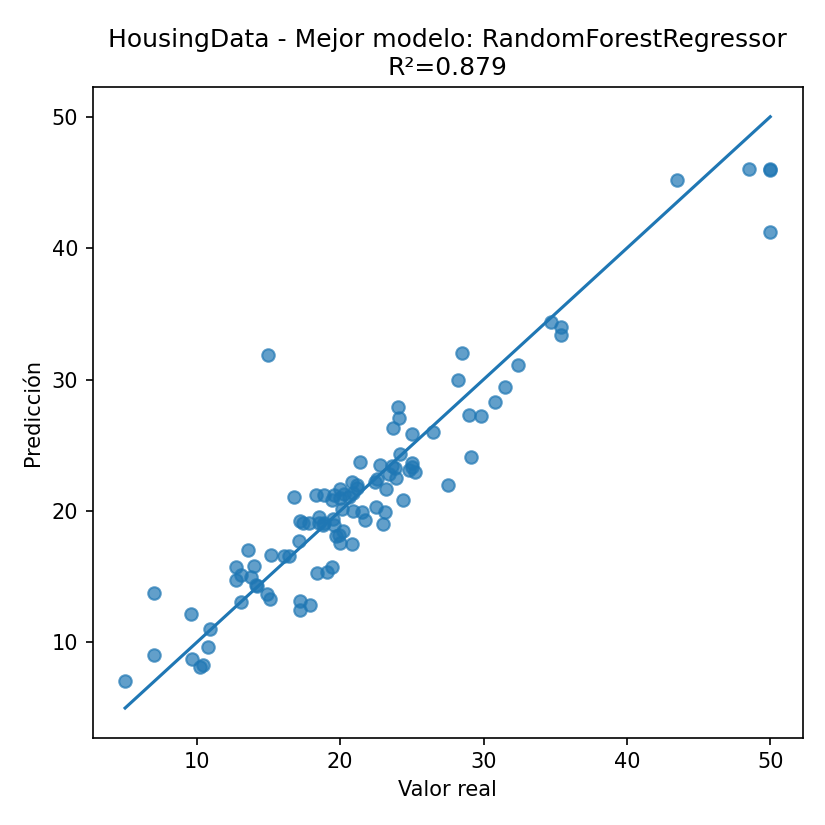 HousingData - Mejor modelo: RandomForestRegressor
R²=0.879
50
40
30
20
10
Predicción
10 20 30 40 50
Valor real